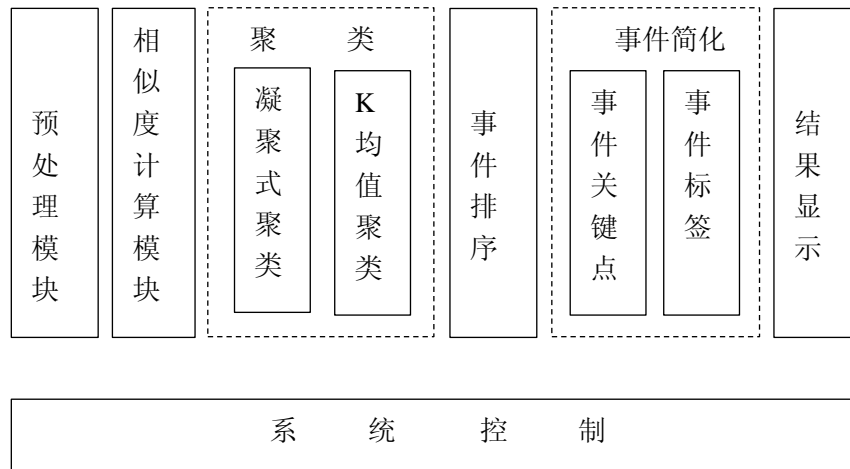 预处理模块
相似度计算模块
聚 类
凝聚式聚类
K均值聚类
事件排序
事件简化
事件关键点
事件标签
结果显示
系 统 控 制